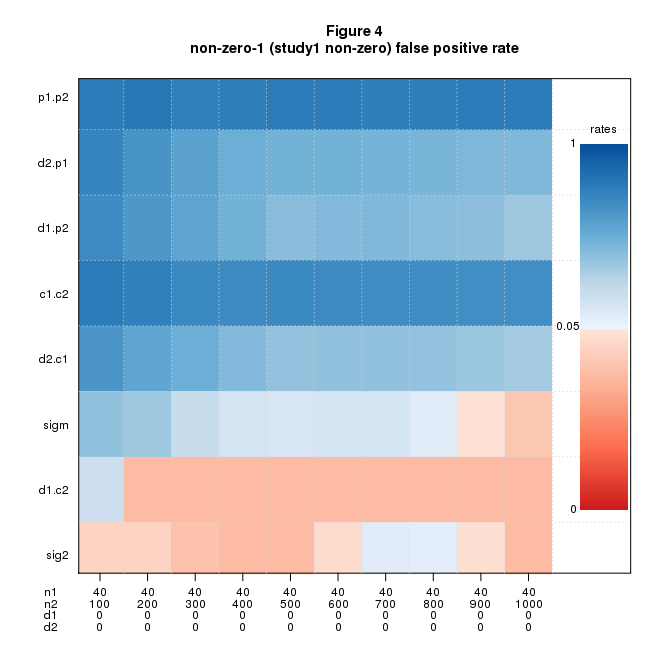 Figure 4
non-zero-1 (study1 non-zero) false positive rate
p1.p2
d2.p1
d1.p2
c1.c2
d2.c1
sigm
d1.c2
sig2
rates
1
0.05
0
n1 40 40 40 40 40 40 40 40 40 40
n2 100 200 300 400 500 600 700 800 900 1000
d1 0 0 0 0 0 0 0 0 0 0
d2 0 0 0 0 0 0 0 0 0 0